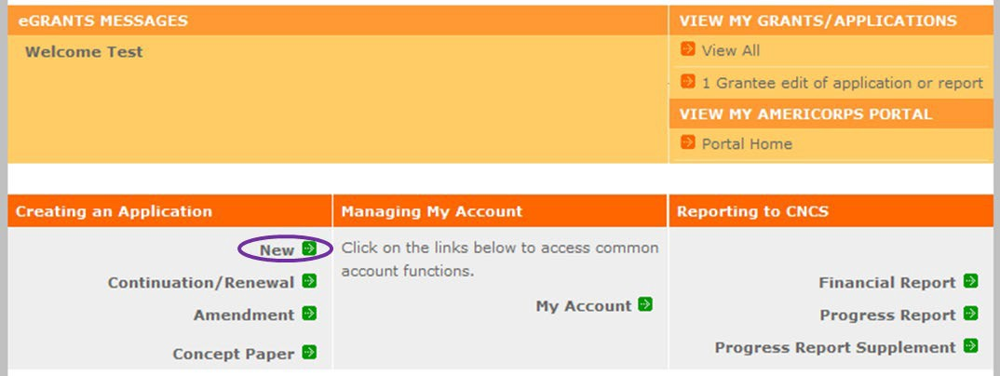 eGRANTS MESSAGES
Welcome Test
VIEW MY GRANTS/APPLICATIONS
View All
1 Grantee edit of application or report
VIEW MY AMERICORPS PORTAL
Portal Home
Creating an Application
New
Continuation/Renewal
Amendment
Concept Paper
Managing My Account
Click on the links below to access common
account functions.
My Account
Reporting to CNCS
Financial Report
Progress Report
Progress Report Supplement